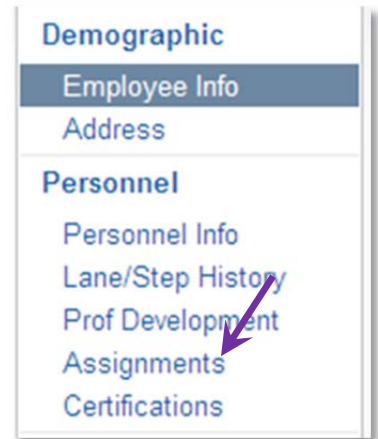 Demographic
Employee Info
Address
Personnel
Personnel Info
Lane/Step History
Prof Development
Assignments
Certifications